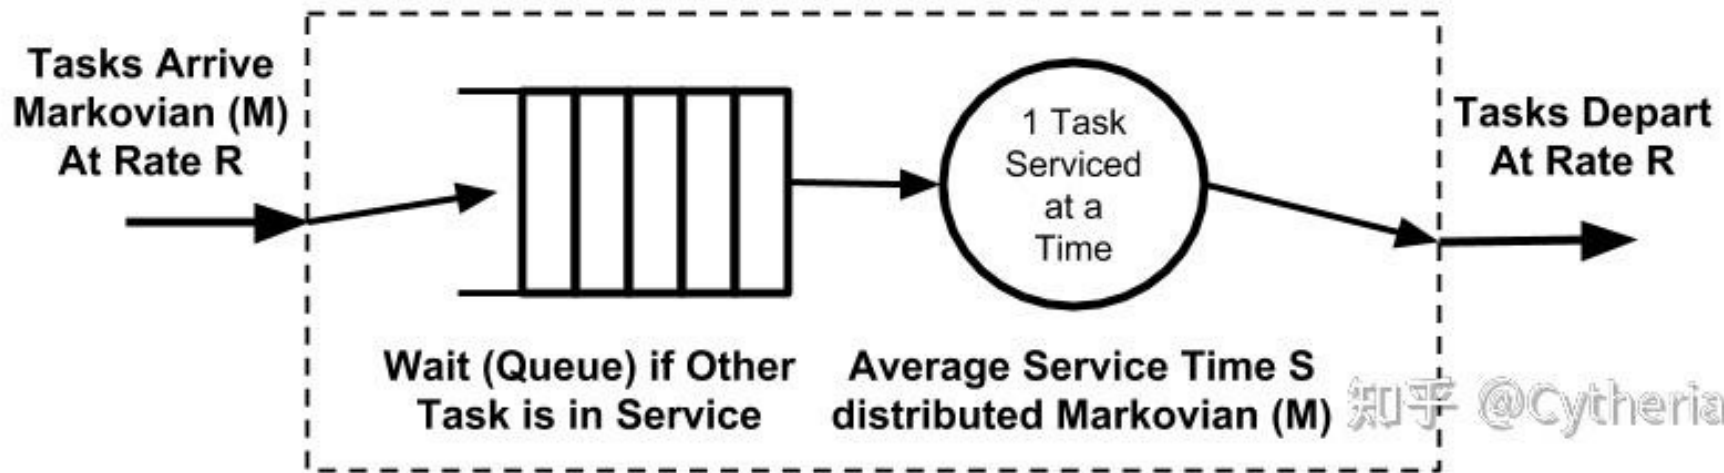 Tasks Arrive
Markovian (M)
At Rate R
1 Task
Serviced
at a
Time
Tasks Depart
At Rate R
Wait (Queue) if Other
Task is in Service
Average Service Time S
distributed Markovian (M)
知乎 @Cytheria